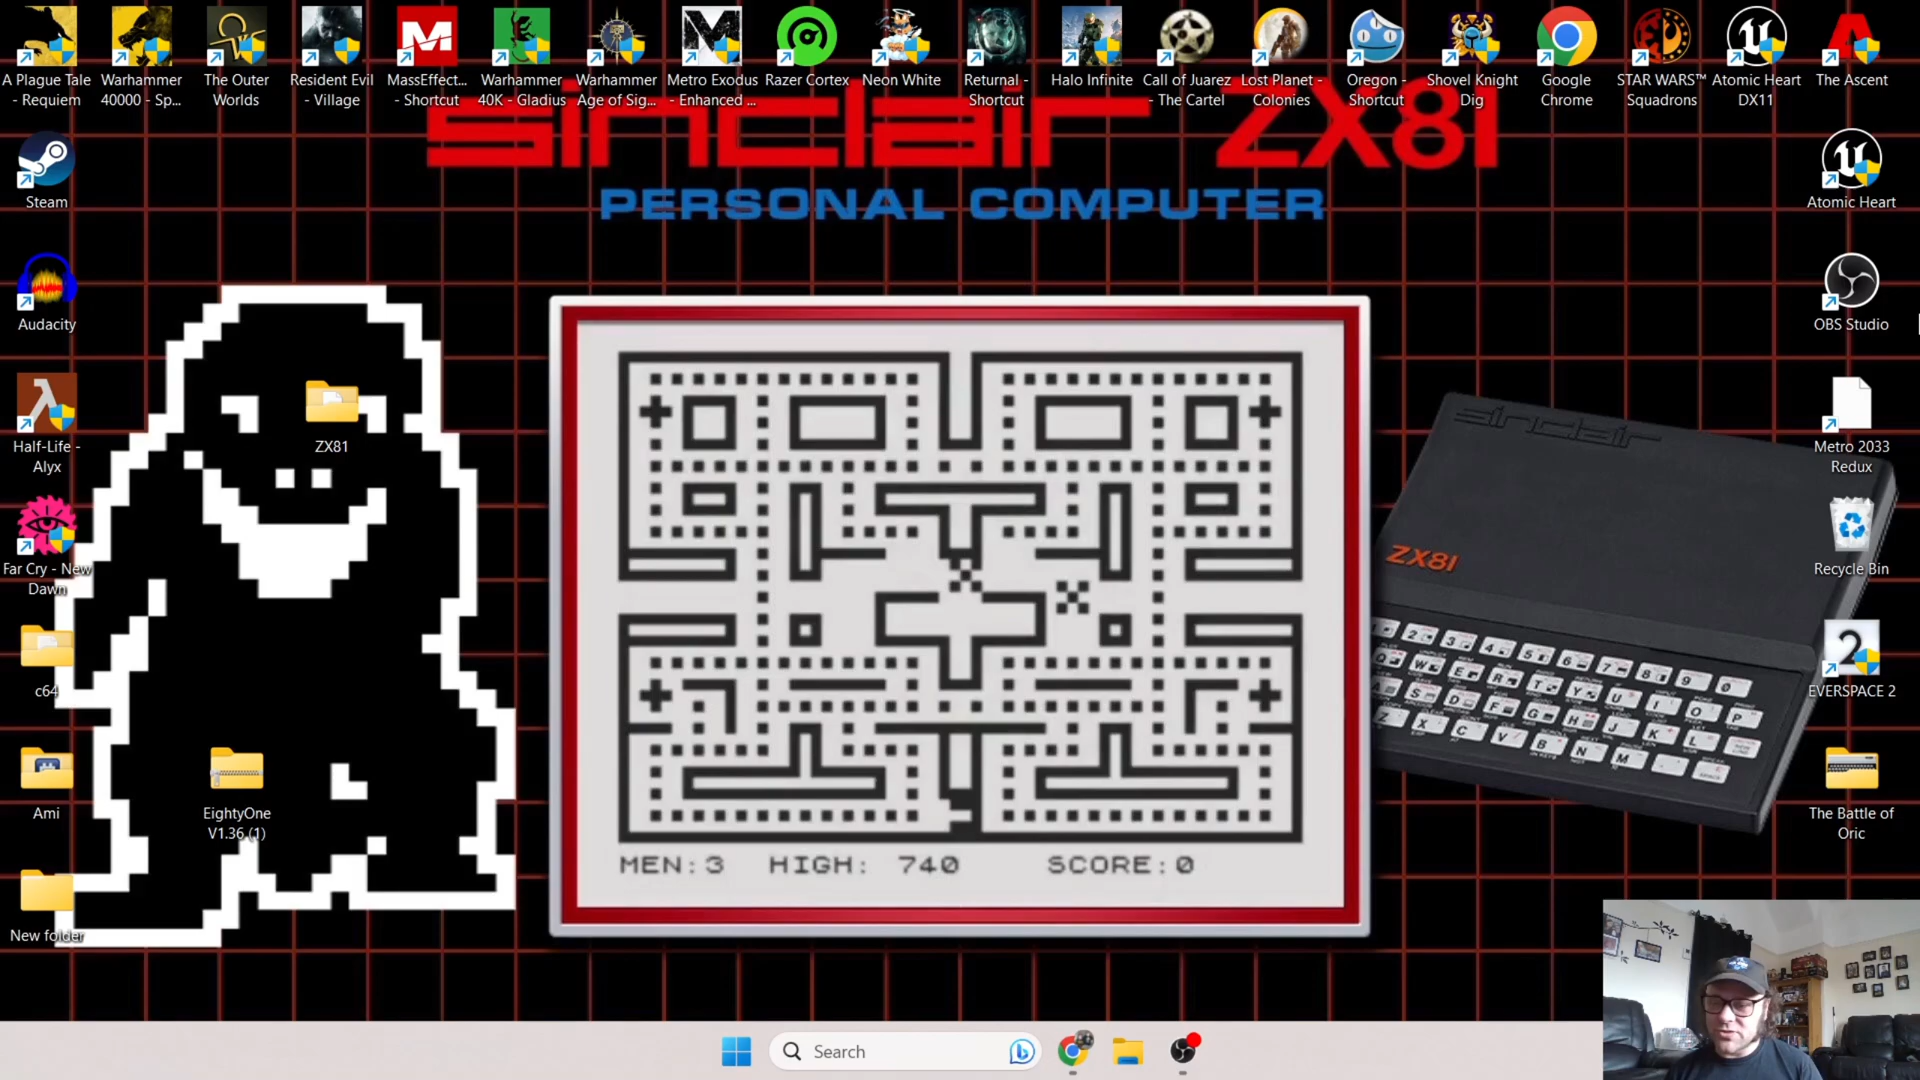 A Plague Tale - Requiem
Warhammer 40000 - Sp...
The Outer Worlds
Resident Evil - Village
MassEffect... - Shortcut
Warhammer 40K - Gladius
Warhammer Age of Sig...
Metro Exodus - Enhanced ...
Razer Cortex
Neon White
Returnal - Shortcut
Halo Infinite
Call of Juarez - The Cartel
Lost Planet - Colonies
Oregon - Shortcut
Shovel Knight Dig
Google Chrome
STAR WARS™ Squadrons
Atomic Heart DX11
The Ascent
sinclair ZX81
PERSONAL COMPUTER
Steam
Atomic Heart
Audacity
OBS Studio
Half-Life - Alyx
ZX81
Metro 2033 Redux
sinclair
ZX81
Far Cry - New Dawn
Recycle Bin
c64
EVERSPACE 2
Ami
EightyOne V1.36 (1)
The Battle of Oric
MEN:3 HIGH: 740 SCORE:0
New folder
Search